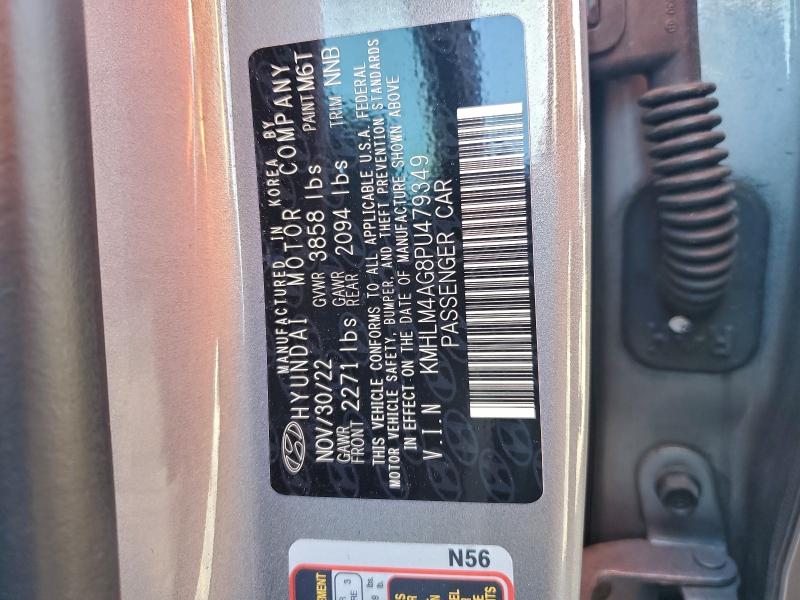 MANUFACTURED IN KOREA BY
HYUNDAI MOTOR COMPANY
NOV/30/22 GVWR 3858 lbs PAINT M6T
GAWR FRONT 2271 lbs GAWR REAR 2094 lbs TRIM NNB
THIS VEHICLE CONFORMS TO ALL APPLICABLE U.S.A. FEDERAL
MOTOR VEHICLE SAFETY, BUMPER, AND THEFT PREVENTION STANDARDS
IN EFFECT ON THE DATE OF MANUFACTURE SHOWN ABOVE
V.I.N KMHLM4AG8PU479349
PASSENGER CAR
N56